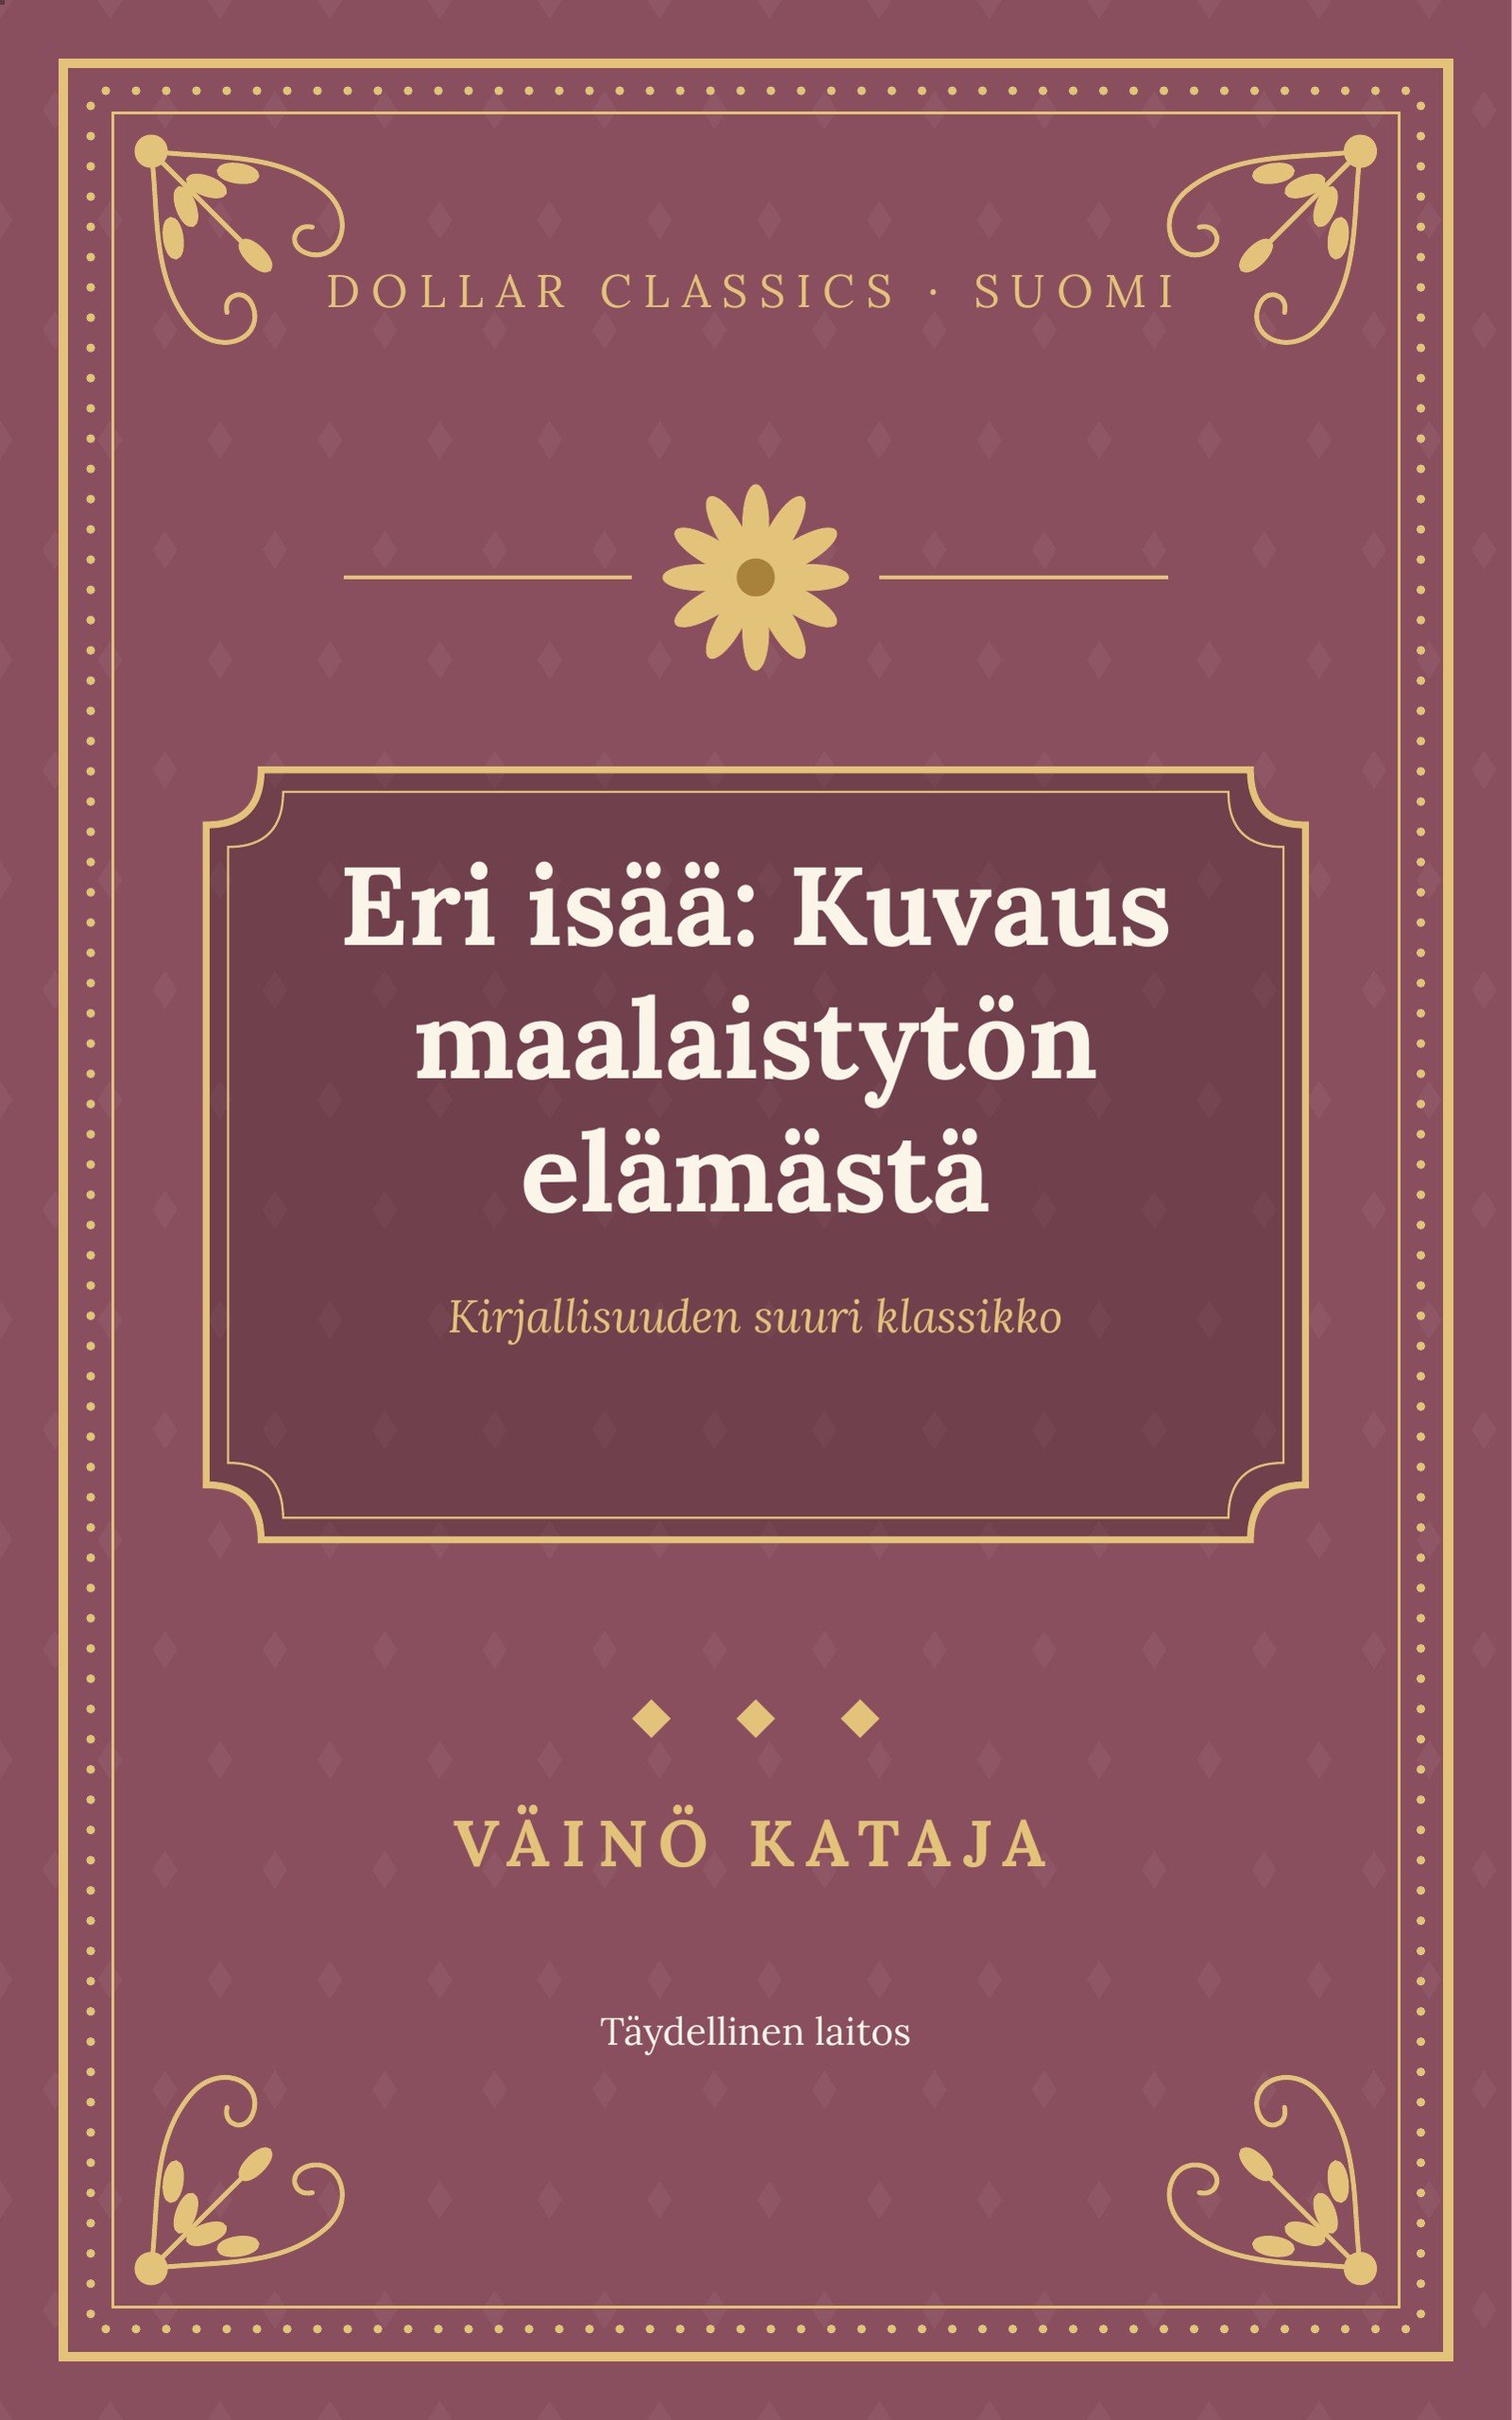 DOLLAR CLASSICS · SUOMI
Eri isää: Kuvaus
maalaistytön
elämästä
Kirjallisuuden suuri klassikko
VÄINÖ KATAJA
Täydellinen laitos